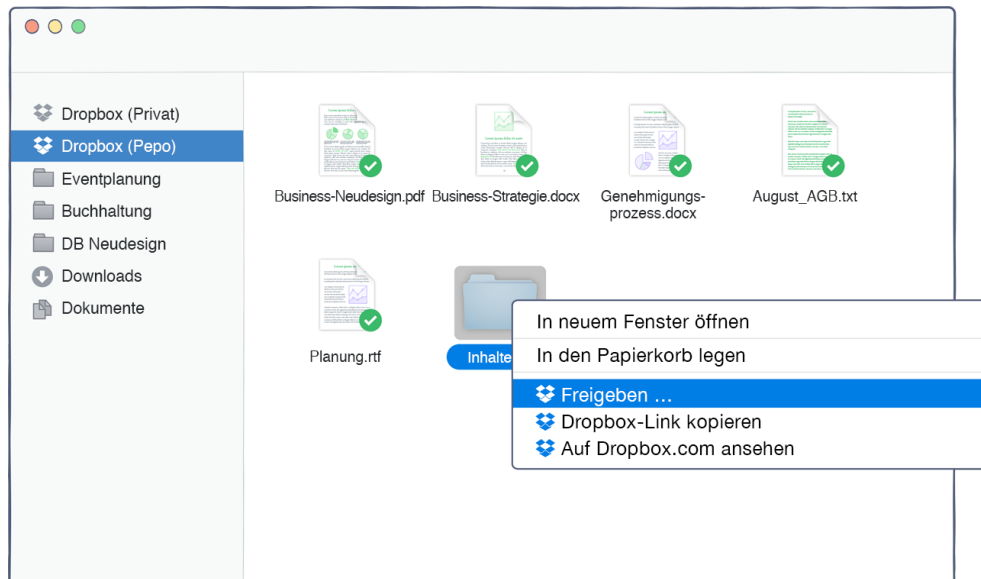 Dropbox (Privat)
Dropbox (Pepo)
Eventplanung
Buchhaltung
DB Neudesign
Downloads
Dokumente
Business-Neudesign.pdf
Business-Strategie.docx
Genehmigungs-
prozess.docx
August_AGB.txt
Planung.rtf
Inhalte
In neuem Fenster öffnen
In den Papierkorb legen
Freigeben ...
Dropbox-Link kopieren
Auf Dropbox.com ansehen